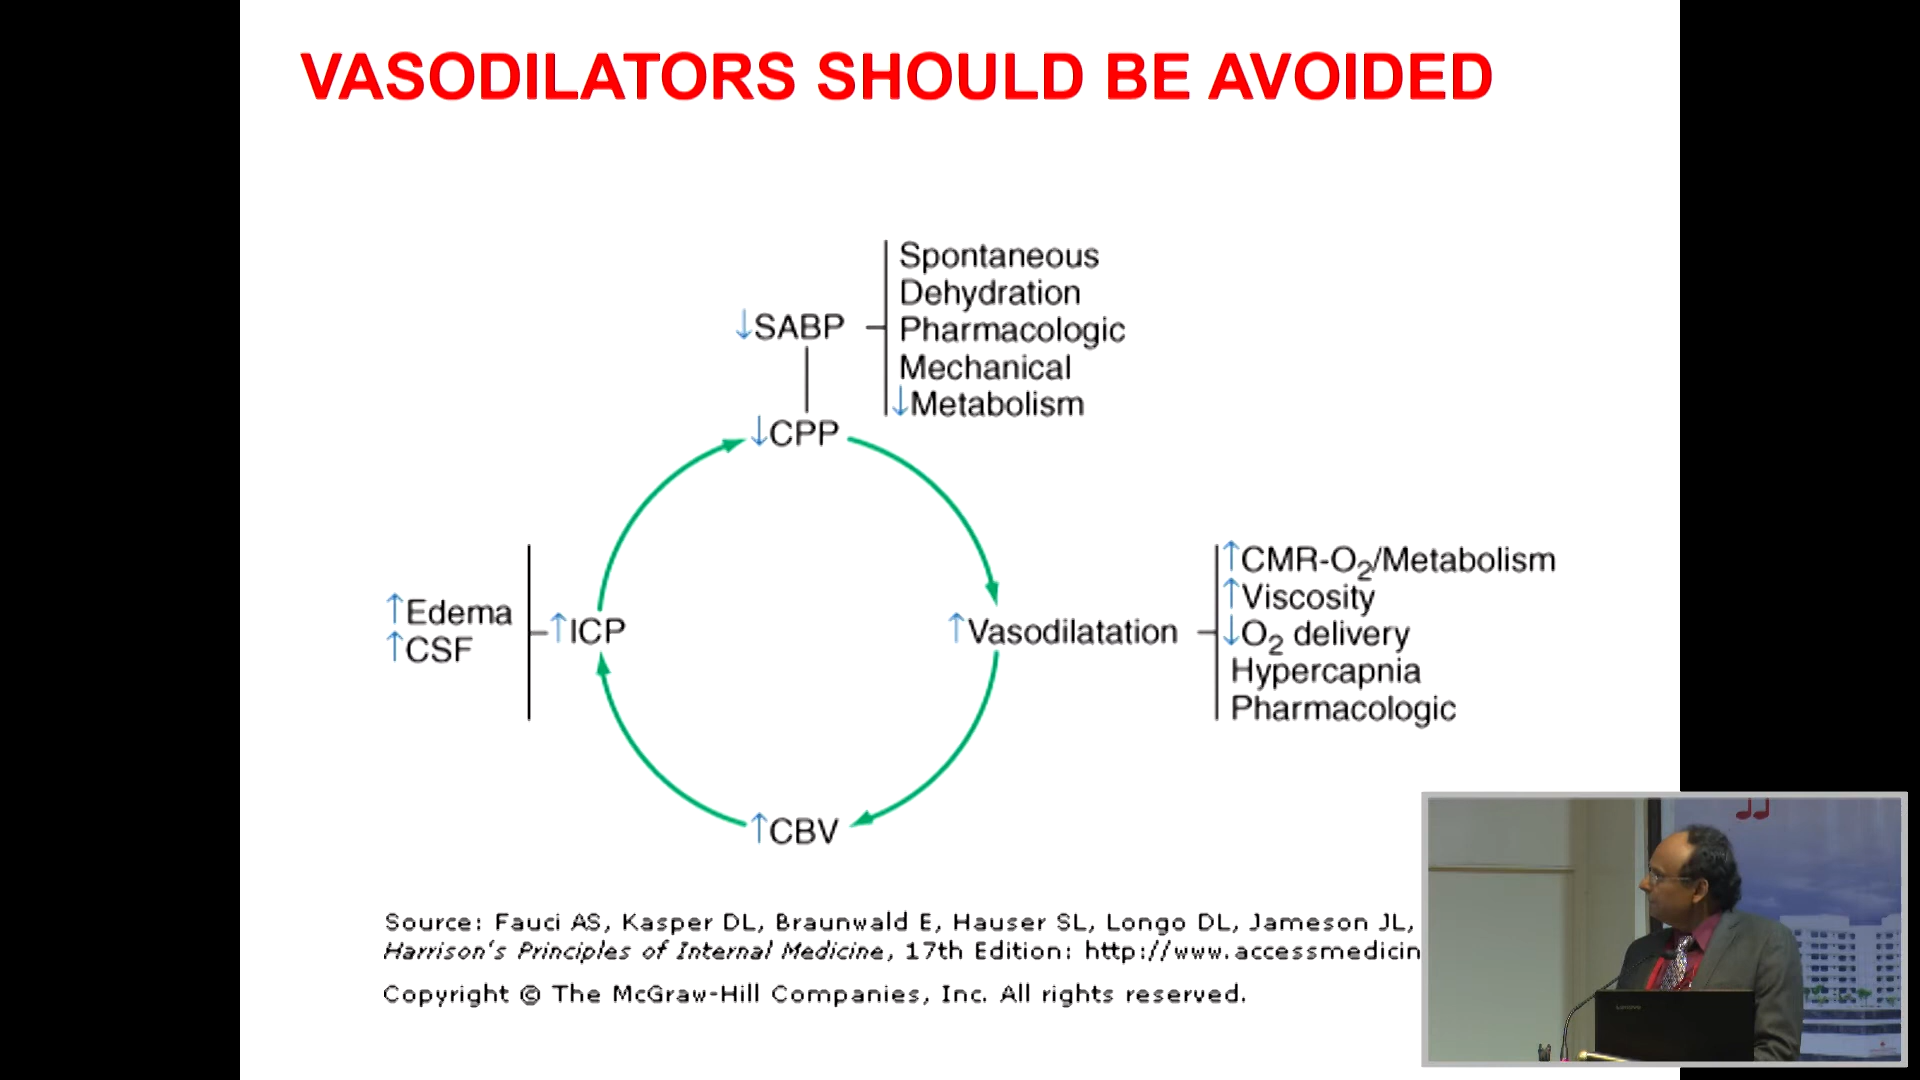 VASODILATORS SHOULD BE AVOIDED
Spontaneous
Dehydration
Pharmacologic
Mechanical
↓Metabolism
↓SABP
↓CPP
↑CMR-O₂/Metabolism
↑Viscosity
↓O₂ delivery
Hypercapnia
Pharmacologic
↑Vasodilatation
↑Edema
↑CSF
↑ICP
↑CBV
Source: Fauci AS, Kasper DL, Braunwald E, Hauser SL, Longo DL, Jameson JL,
Harrison's Principles of Internal Medicine, 17th Edition: http://www.accessmedicin
Copyright © The McGraw-Hill Companies, Inc. All rights reserved.
Lenovo